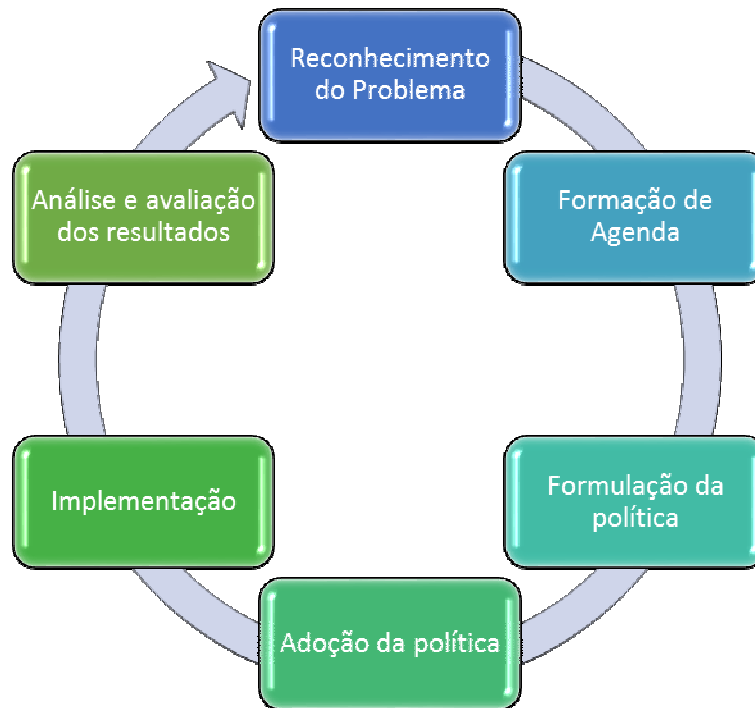 Reconhecimento
do Problema
Formação de
Agenda
Formulação da
política
Adoção da política
Implementação
Análise e avaliação
dos resultados